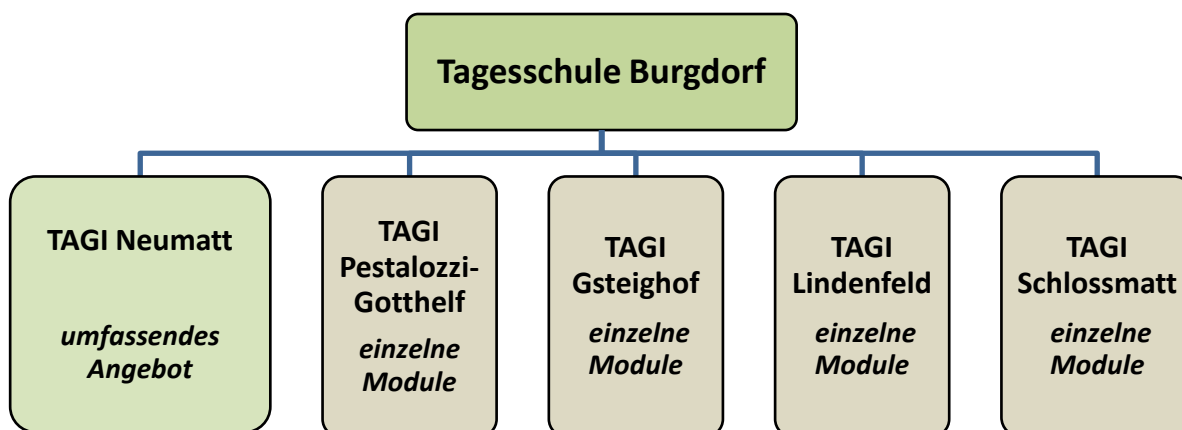 Tagesschule Burgdorf
TAGI Neumatt
umfassendes
Angebot
TAGI
Pestalozzi-
Gotthelf
einzelne
Module
TAGI
Gsteighof
einzelne
Module
TAGI
Lindenfeld
einzelne
Module
TAGI
Schlossmatt
einzelne
Module